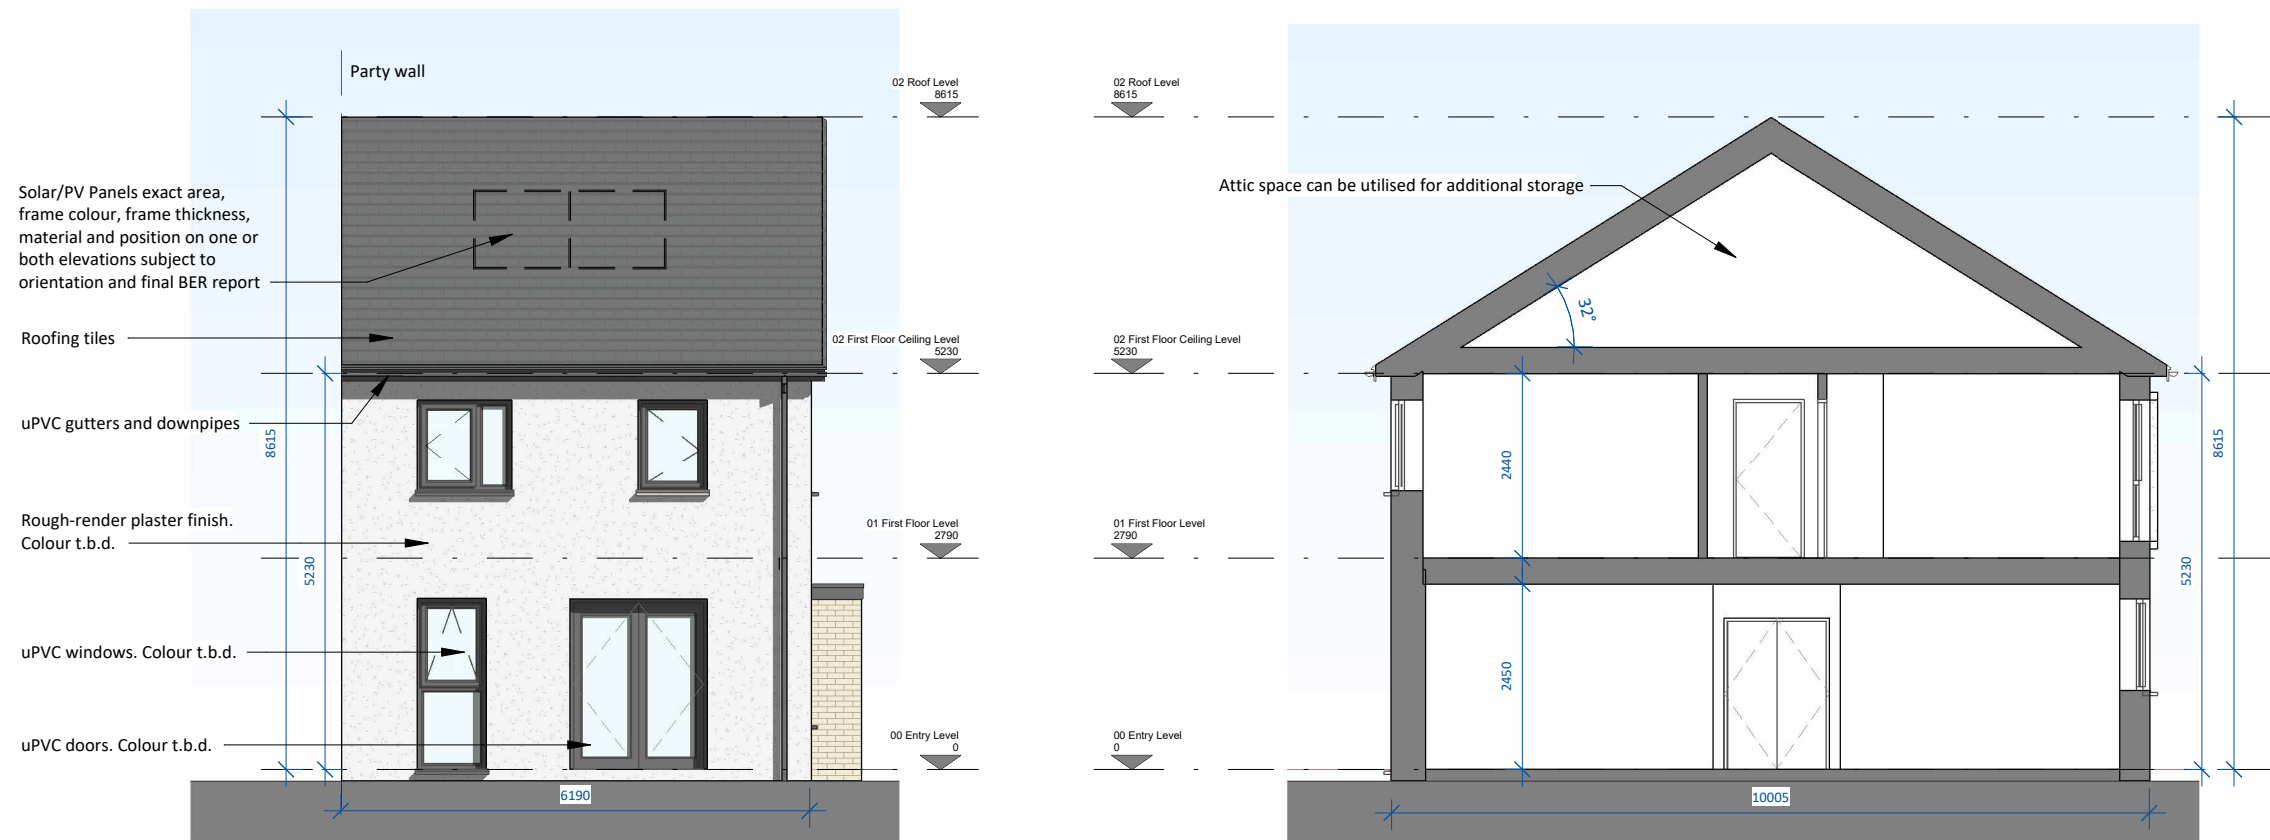 Party wall
02 Roof Level
8615
Solar/PV Panels exact area,
frame colour, frame thickness,
material and position on one or
both elevations subject to
orientation and final BER report
Roofing tiles
02 First Floor Ceiling Level
5230
uPVC gutters and downpipes
8615
Rough-render plaster finish.
Colour t.b.d.
01 First Floor Level
2790
5230
uPVC windows. Colour t.b.d.
uPVC doors. Colour t.b.d.
00 Entry Level
0
6190
02 Roof Level
8615
Attic space can be utilised for additional storage
32°
02 First Floor Ceiling Level
5230
8615
2440
01 First Floor Level
2790
5230
2450
00 Entry Level
0
10005